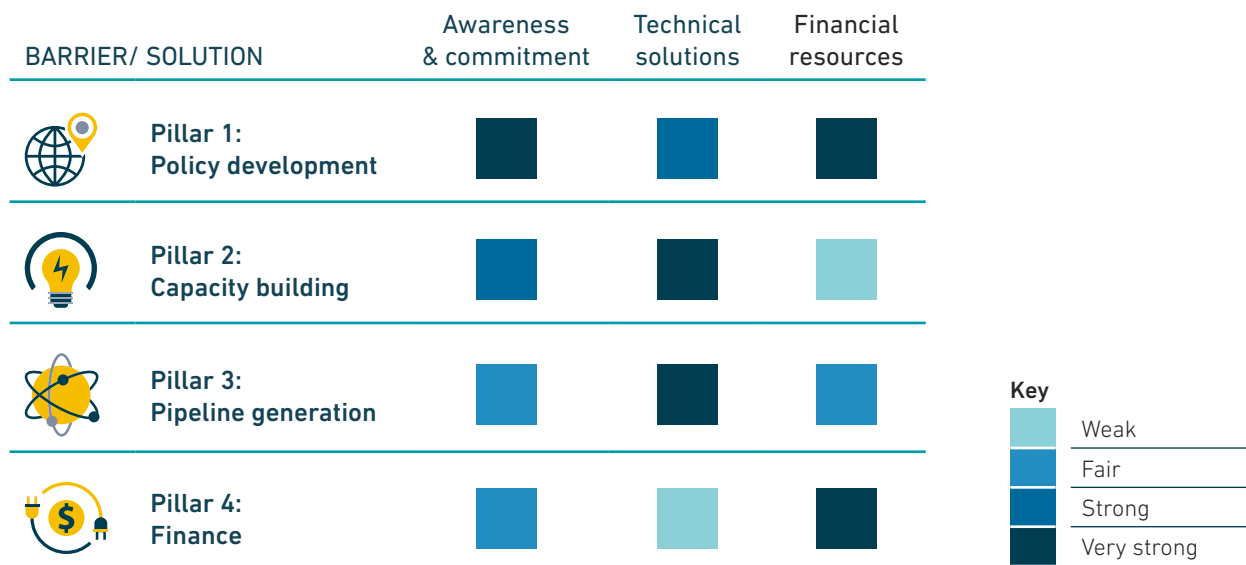 BARRIER/ SOLUTION
Awareness
& commitment
Technical
solutions
Financial
resources
Pillar 1:
Policy development
Pillar 2:
Capacity building
Pillar 3:
Pipeline generation
$
Pillar 4:
Finance
Key
Weak
Fair
Strong
Very strong